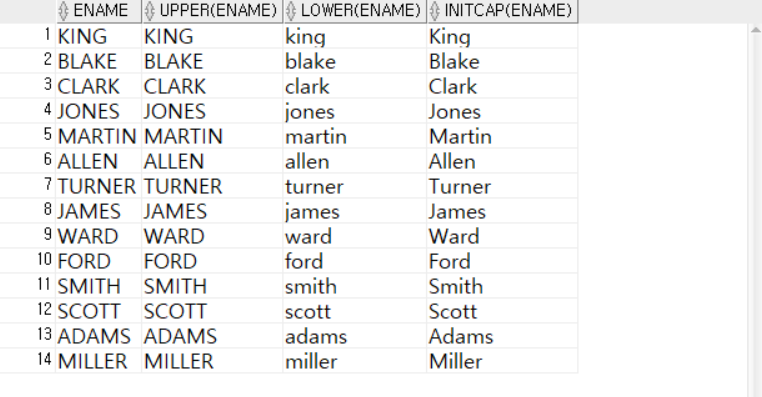 ENAME UPPER(ENAME) LOWER(ENAME) INITCAP(ENAME)
1 KING KING king King
2 BLAKE BLAKE blake Blake
3 CLARK CLARK clark Clark
4 JONES JONES jones Jones
5 MARTIN MARTIN martin Martin
6 ALLEN ALLEN allen Allen
7 TURNER TURNER turner Turner
8 JAMES JAMES james James
9 WARD WARD ward Ward
10 FORD FORD ford Ford
11 SMITH SMITH smith Smith
12 SCOTT SCOTT scott Scott
13 ADAMS ADAMS adams Adams
14 MILLER MILLER miller Miller